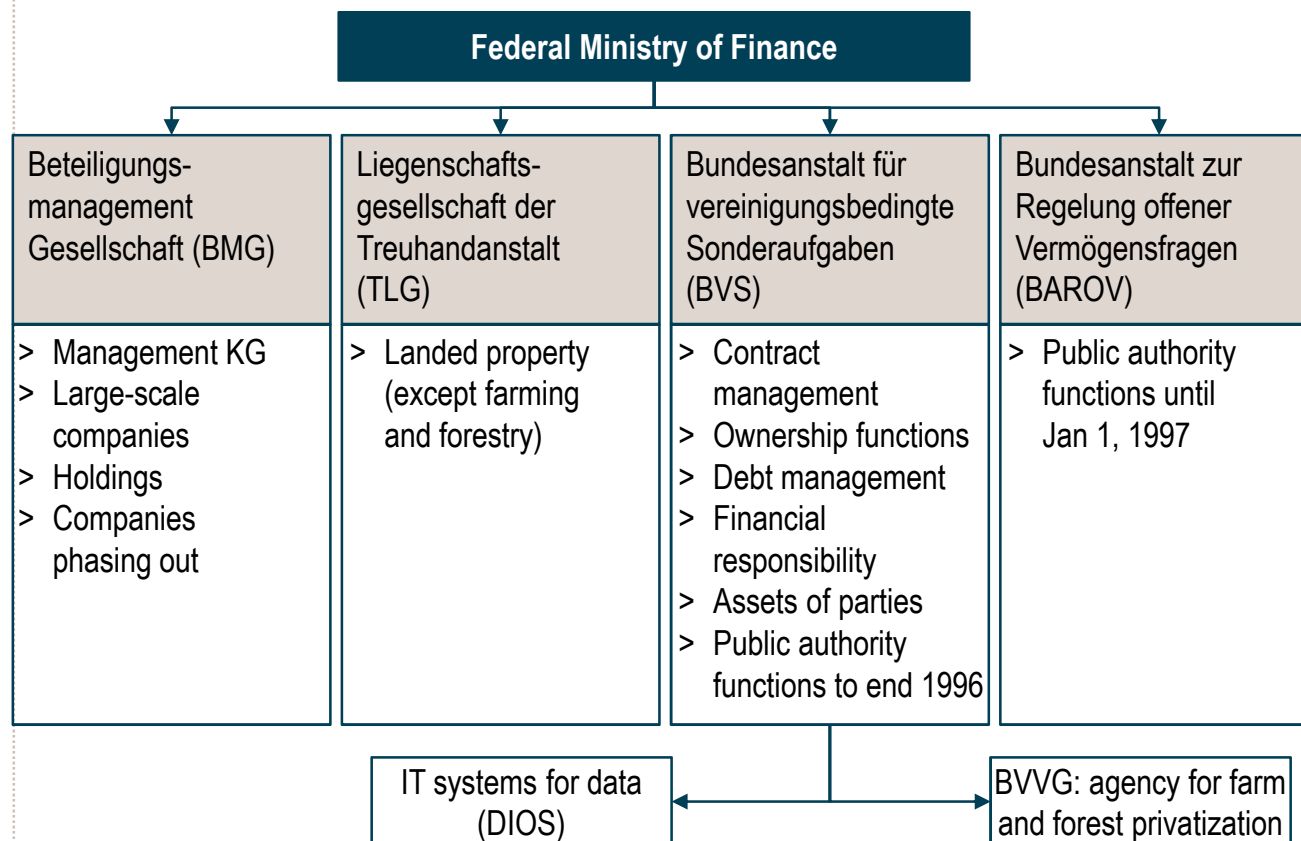 Federal Ministry of Finance
Beteiligungs-
management
Gesellschaft (BMG)
> Management KG
> Large-scale
companies
> Holdings
> Companies
phasing out
Liegenschafts-
gesellschaft der
Treuhandanstalt
(TLG)
> Landed property
(except farming
and forestry)
Bundesanstalt für
vereinigungsbedingte
Sonderaufgaben
(BVS)
> Contract
management
> Ownership functions
> Debt management
> Financial
responsibility
> Assets of parties
> Public authority
functions to end 1996
Bundesanstalt zur
Regelung offener
Vermögensfragen
(BAROV)
> Public authority
functions until
Jan 1, 1997
IT systems for data
(DIOS)
BVVG: agency for farm
and forest privatization